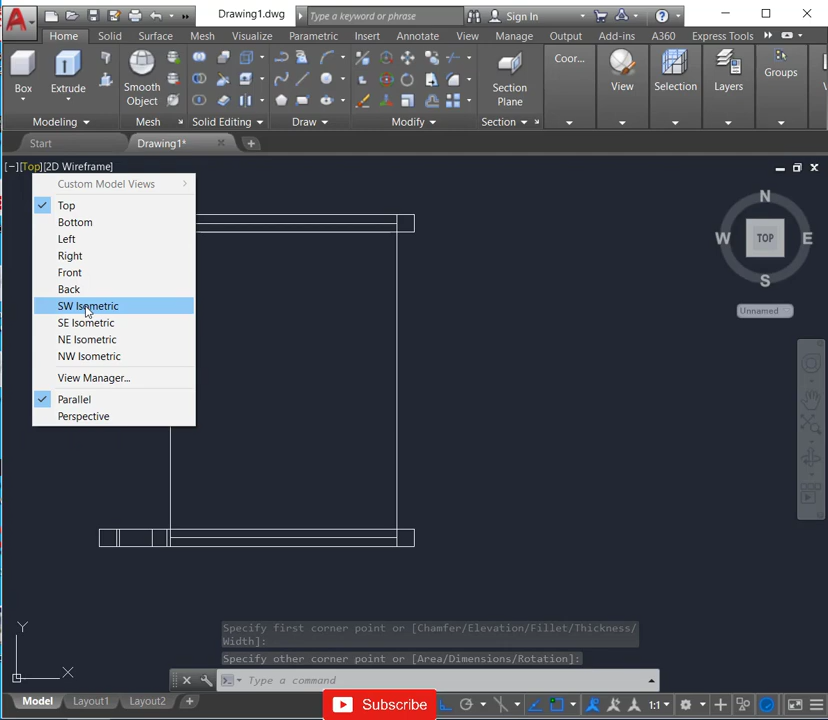 Drawing1.dwg
Type a keyword or phrase
Sign In
Home Solid Surface Mesh Visualize Parametric Insert Annotate View Manage Output Add-ins A360 Express Tools
Box
Extrude
Smooth
Object
Section
Plane
Coor...
View
Selection
Layers
Groups
Modeling
Mesh
Solid Editing
Draw
Modify
Section
Start
Drawing1*
[−][Top][2D Wireframe]
Custom Model Views
Top
Bottom
Left
Right
Front
Back
SW Isometric
SE Isometric
NE Isometric
NW Isometric
View Manager...
Parallel
Perspective
N
W
TOP
E
S
Unnamed
Y
X
Specify first corner point or [Chamfer/Elevation/Fillet/Thickness/
Width]:
Specify other corner point or [Area/Dimensions/Rotation]:
Type a command
Model Layout1 Layout2
Subscribe
1:1